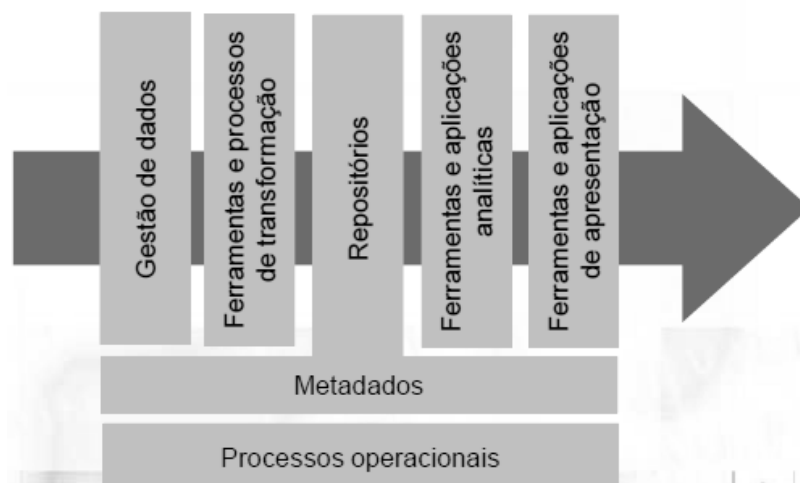 Gestão de dados
Ferramentas e processos
de transformação
Repositórios
Ferramentas e aplicações
analíticas
Ferramentas e aplicações
de apresentação
Metadados
Processos operacionais